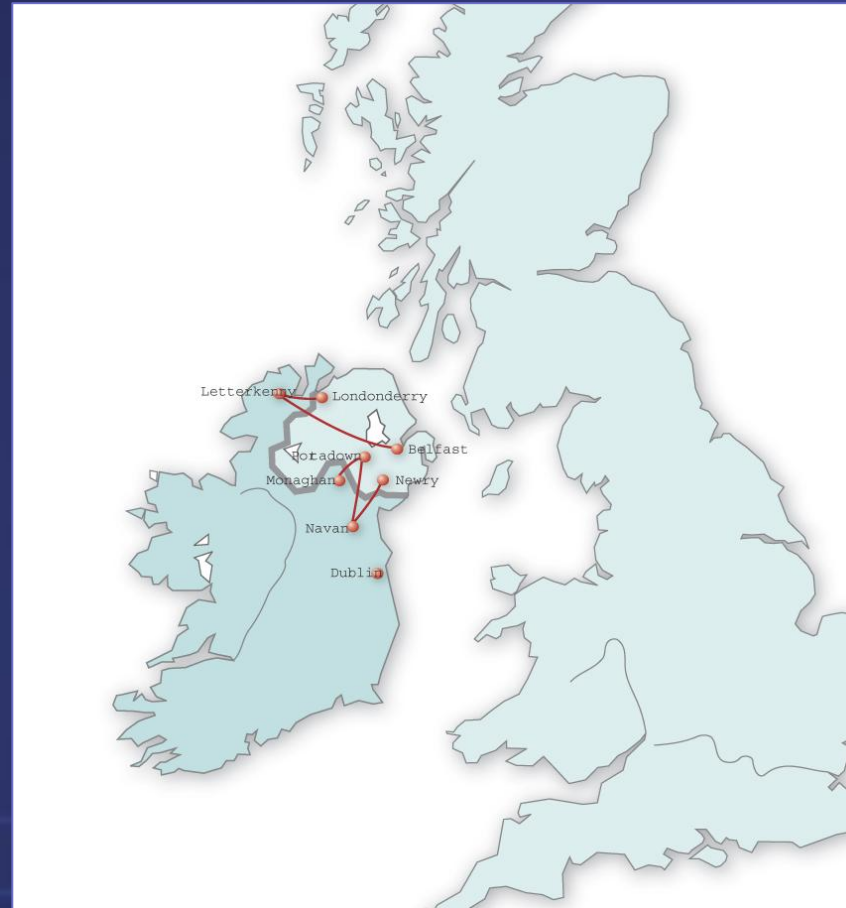 Letterkenny
Londonderry
Belfast
Portadown
Monaghan
Newry
Navan
Dublin